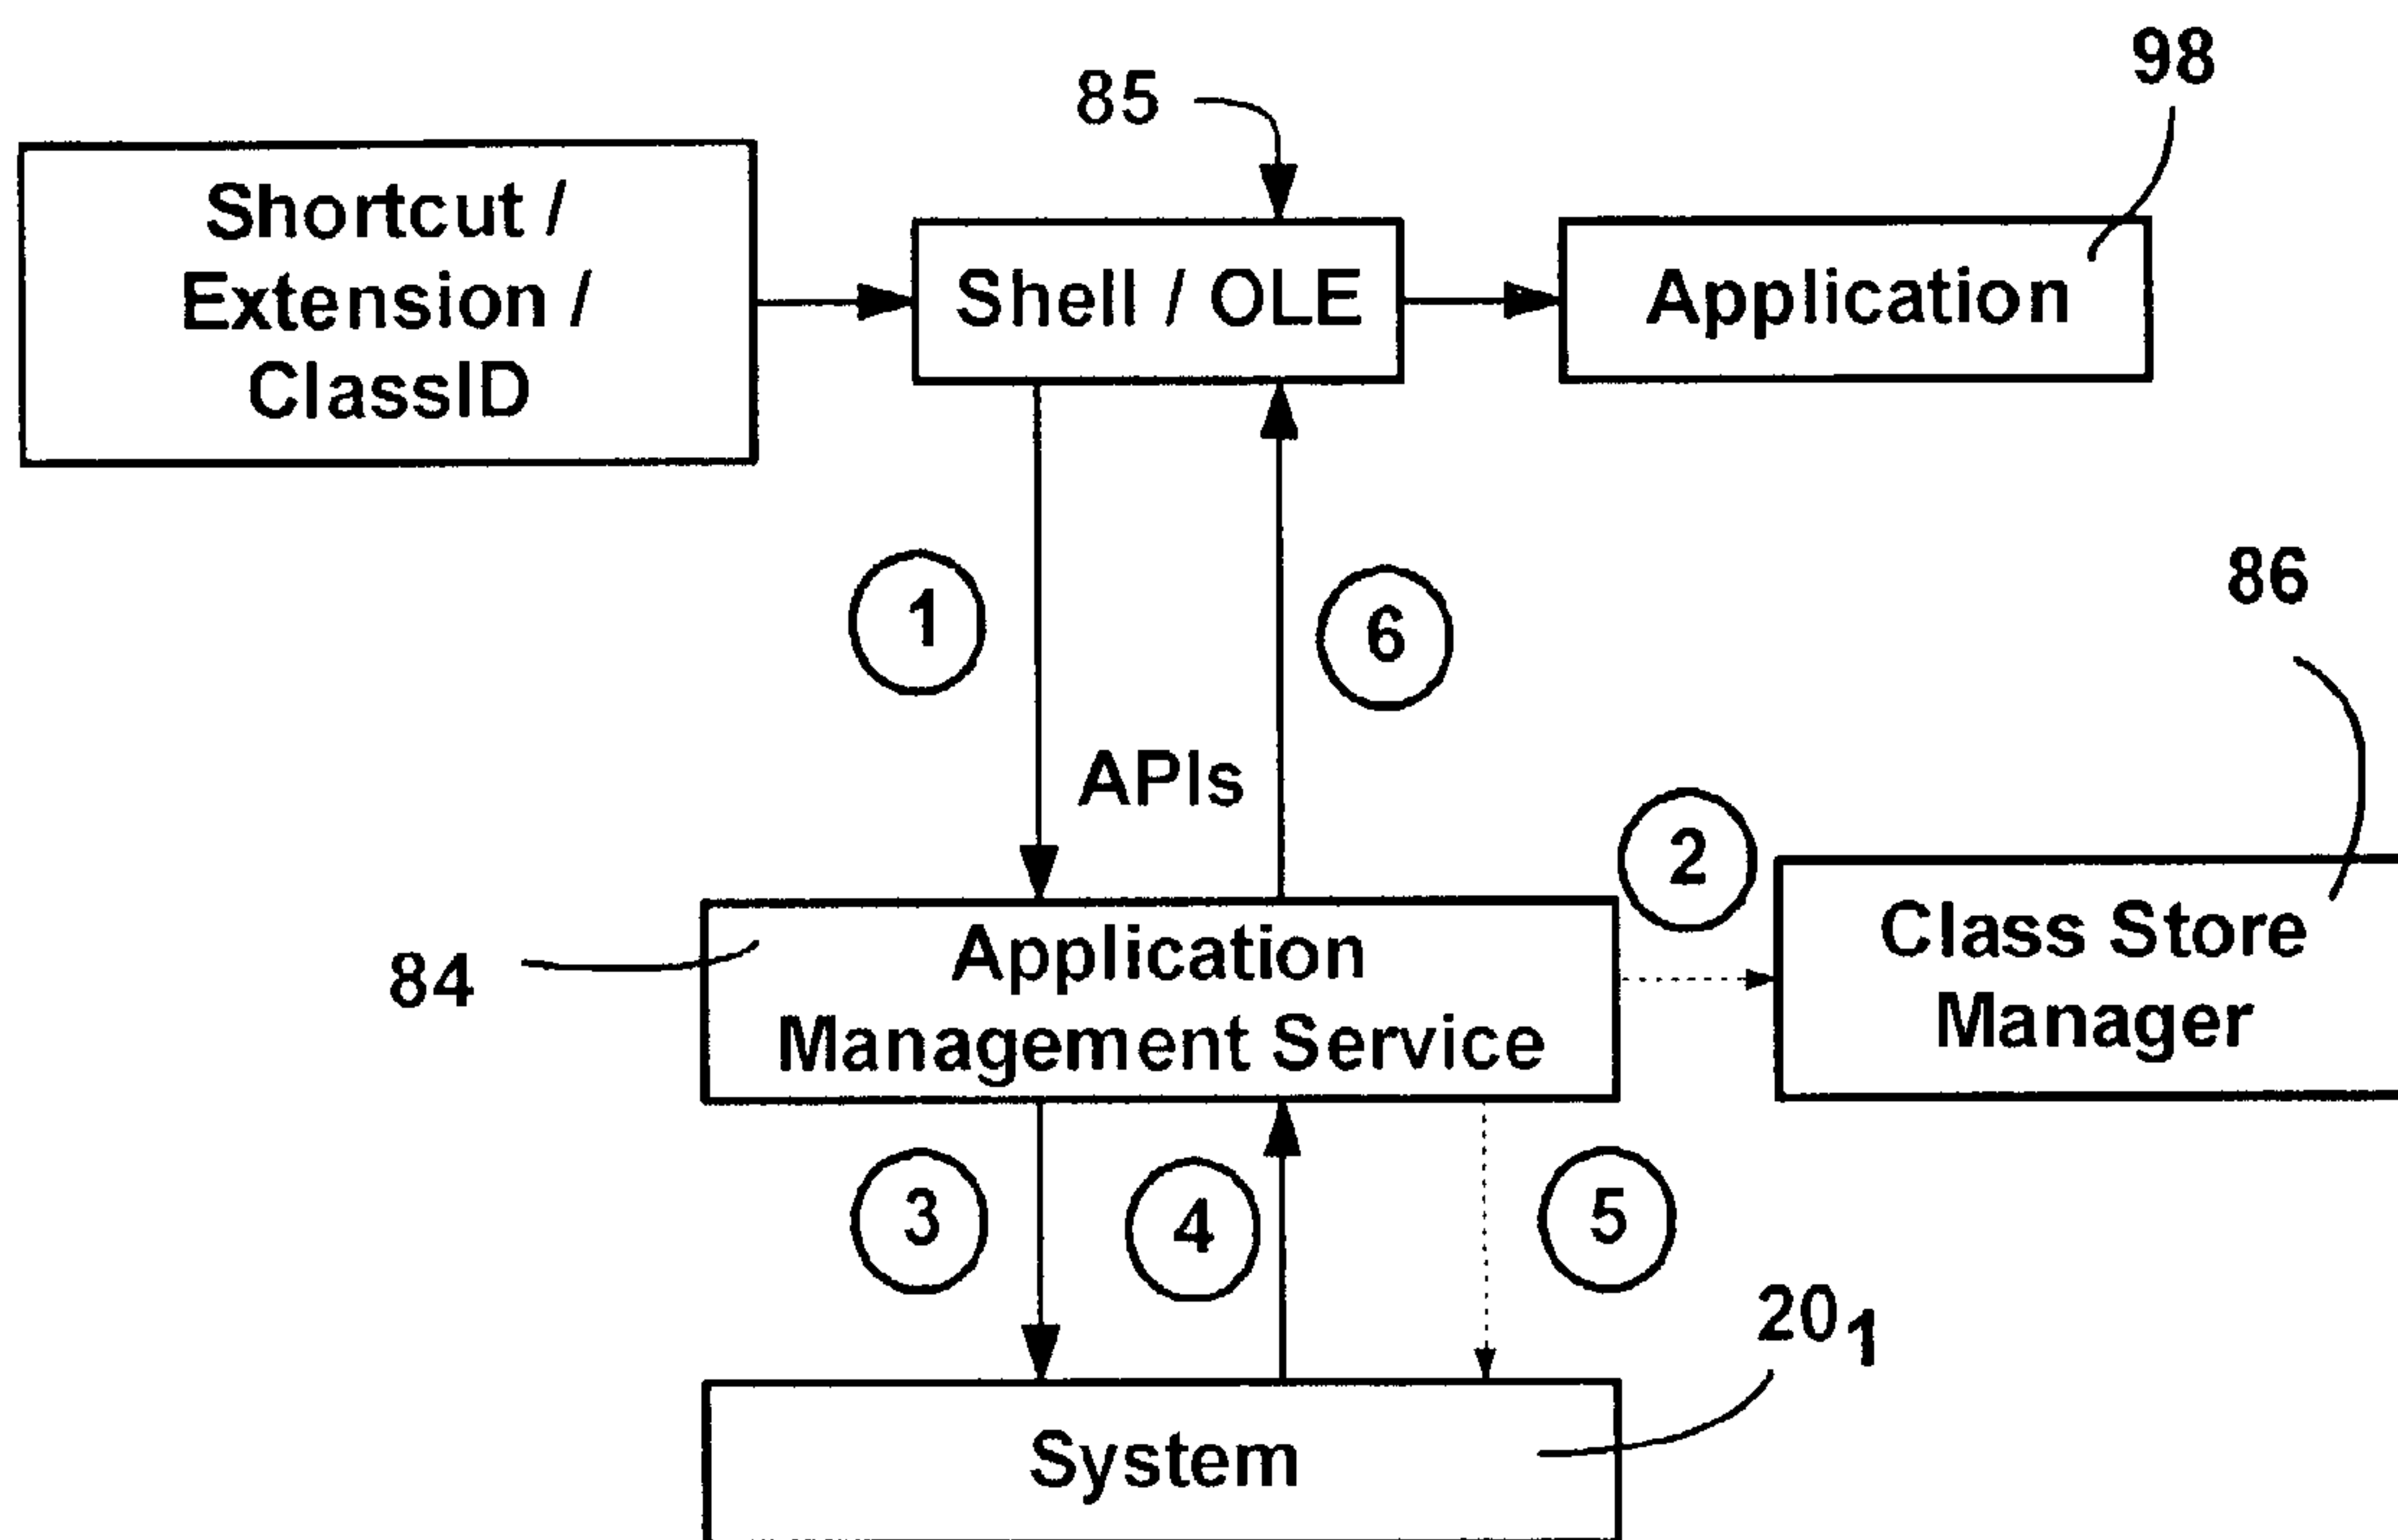 98
85
Shortcut /
Extension /
ClassID
Shell / OLE
Application
1
6
86
APIs
2
84
Application
Management Service
Class Store
Manager
3
4
5
20₁
System